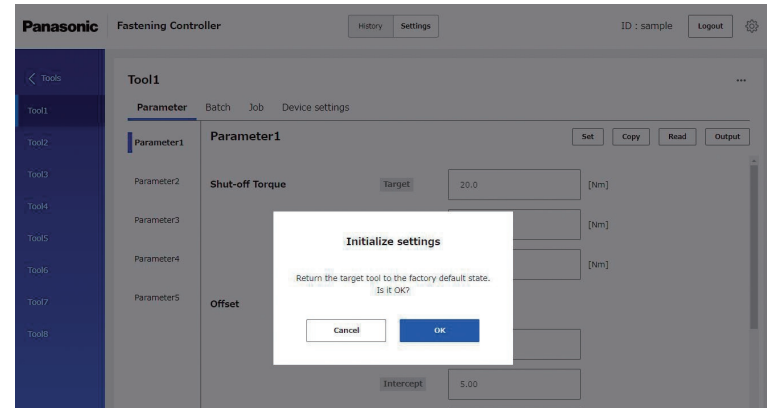 Panasonic
Fastening Controller
History
Settings
ID : sample
Logout
Tools
Tool1
Tool2
Tool3
Tool4
Tool5
Tool6
Tool7
Tool8
Tool1
...
Parameter
Batch
Job
Device settings
Parameter1
Parameter2
Parameter3
Parameter4
Parameter5
Parameter1
Set
Copy
Read
Output
Shut-off Torque
Target
20.0
[Nm]
[Nm]
[Nm]
Offset
Intercept
5.00
Initialize settings
Return the target tool to the factory default state.
Is it OK?
Cancel
OK